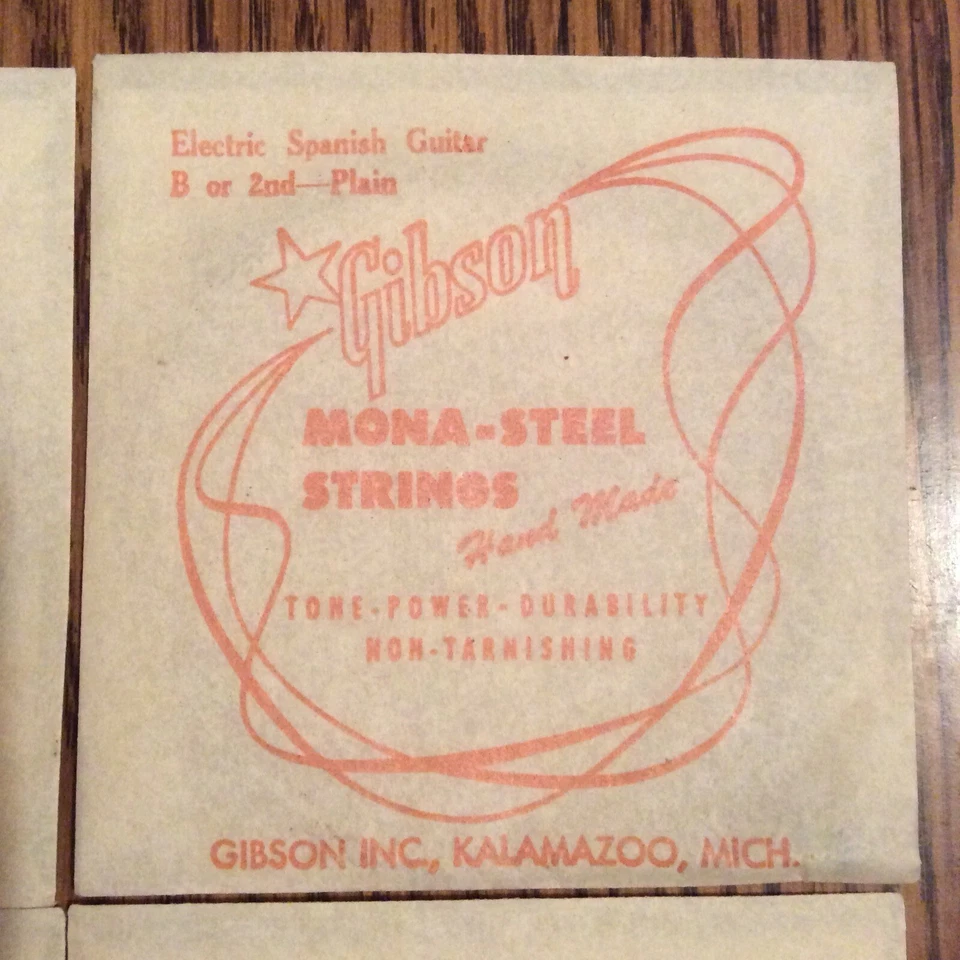 Electric Spanish Guitar
B or 2nd—Plain
Gibson
MONA-STEEL
STRINGS
Hand Made
TONE-POWER-DURABILITY
NON-TARNISHING
GIBSON INC., KALAMAZOO, MICH.